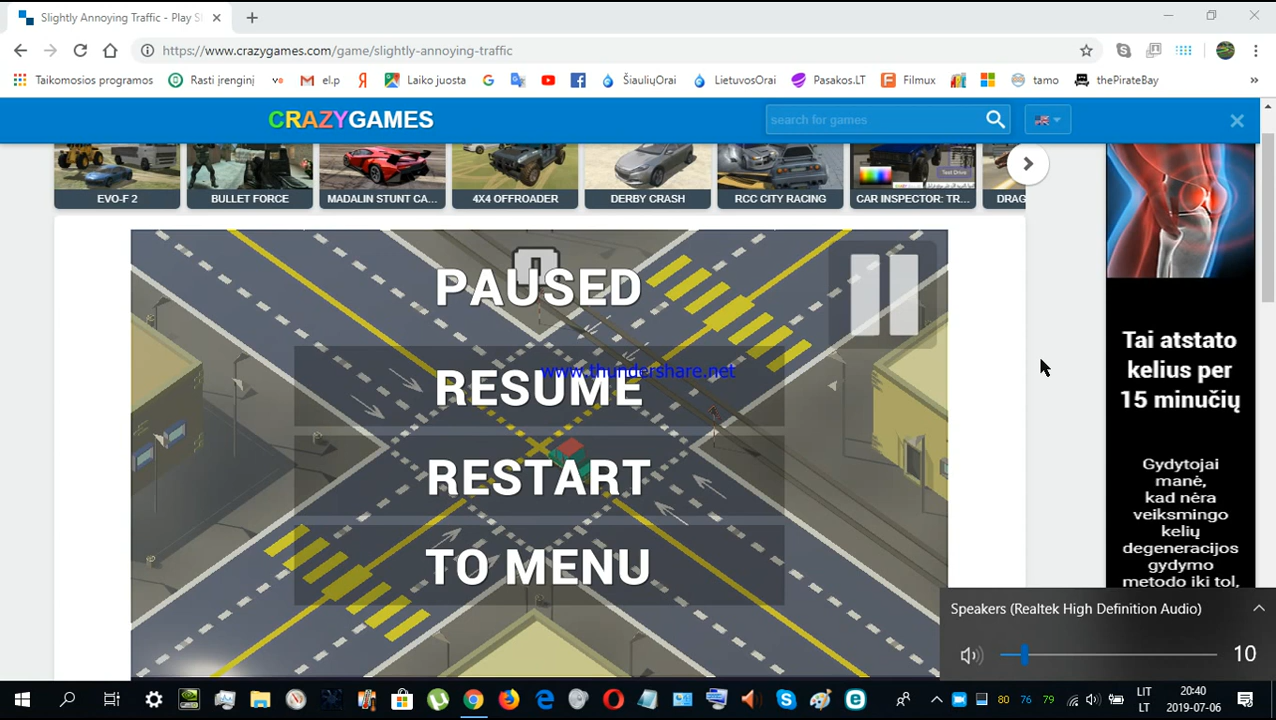 Slightly Annoying Traffic - Play Sl
https://www.crazygames.com/game/slightly-annoying-traffic
Taikomosios programos
Rasti įrenginį
el.p
Laiko juosta
ŠiauliųOrai
LietuvosOrai
Pasakos.LT
Filmux
tamo
thePirateBay
CRAZYGAMES
search for games
EVO-F 2
BULLET FORCE
MADALIN STUNT CA...
4X4 OFFROADER
DERBY CRASH
RCC CITY RACING
Test Drive
CAR INSPECTOR: TR...
DRAG
PAUSED
www.thundershare.net
RESUME
RESTART
TO MENU
Tai atstato
kelius per
15 minučių
Gydytojai
manė,
kad nėra
veiksmingo
kelių
degeneracijos
gydymo
metodo iki tol,
Speakers (Realtek High Definition Audio)
10
80 76 79
LIT
LT
20:40
2019-07-06